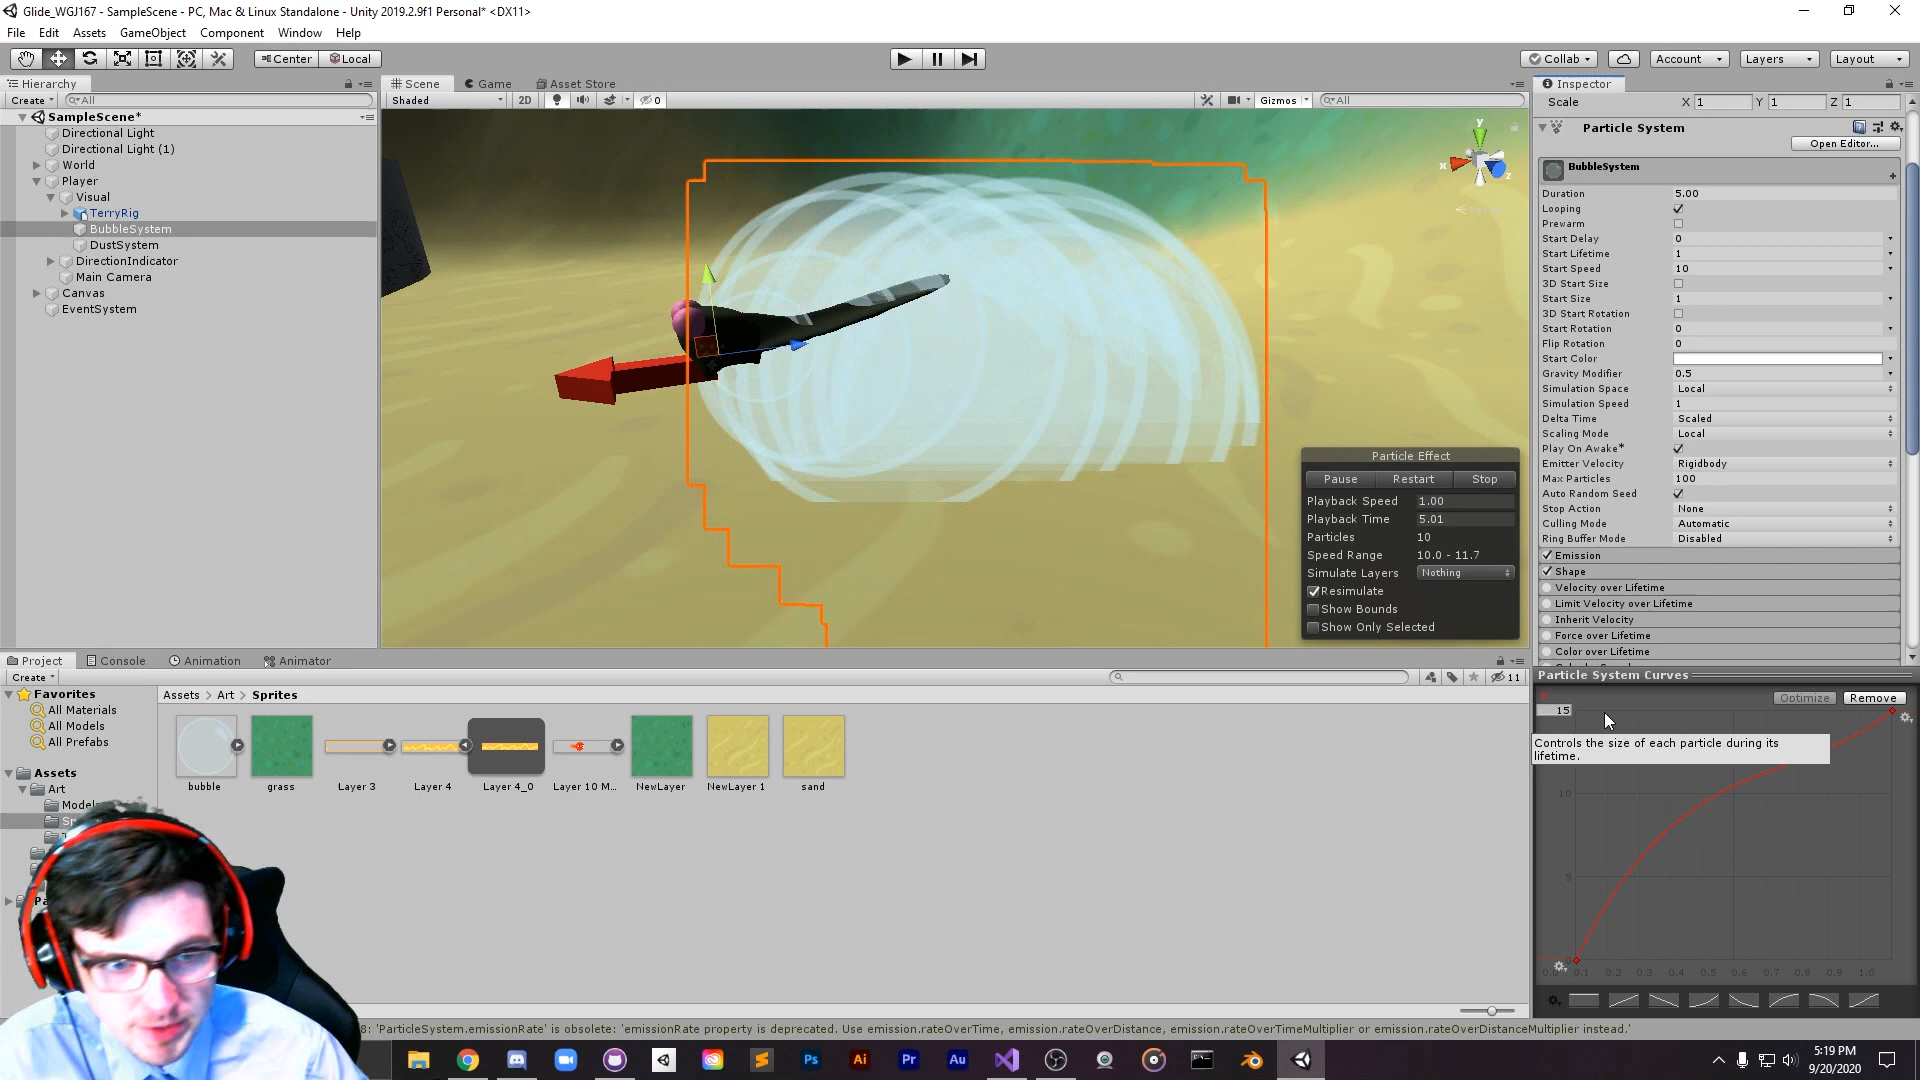 Glide_WGJ167 - SampleScene - PC, Mac & Linux Standalone - Unity 2019.2.9f1 Personal* <DX11>
File Edit Assets GameObject Component Window Help
Center Local Collab Account Layers Layout
Hierarchy
Create All
SampleScene*
Directional Light
Directional Light (1)
World
Player
Visual
TerryRig
BubbleSystem
DustSystem
DirectionIndicator
Main Camera
Canvas
EventSystem
Scene Game Asset Store
Shaded 2D 0 Gizmos All
y
x
z
Particle Effect
Pause Restart Stop
Playback Speed 1.00
Playback Time 5.01
Particles 10
Speed Range 10.0 - 11.7
Simulate Layers Nothing
Resimulate
Show Bounds
Show Only Selected
Inspector
Scale X 1 Y 1 Z 1
Particle System
Open Editor...
BubbleSystem
Duration 5.00
Looping
Prewarm
Start Delay 0
Start Lifetime 1
Start Speed 10
3D Start Size
Start Size 1
3D Start Rotation
Start Rotation 0
Flip Rotation 0
Start Color
Gravity Modifier 0.5
Simulation Space Local
Simulation Speed 1
Delta Time Scaled
Scaling Mode Local
Play On Awake*
Emitter Velocity Rigidbody
Max Particles 100
Auto Random Seed
Stop Action None
Culling Mode Automatic
Ring Buffer Mode Disabled
Emission
Shape
Velocity over Lifetime
Limit Velocity over Lifetime
Inherit Velocity
Force over Lifetime
Color over Lifetime
Particle System Curves
Optimize Remove
15
Controls the size of each particle during its
lifetime.
10
5
0.1 0.2 0.3 0.4 0.5 0.6 0.7 0.8 0.9 1.0
Project Console Animation Animator
Create 11
Favorites
All Materials
All Models
All Prefabs
Assets
Art
Assets > Art > Sprites
bubble grass Layer 3 Layer 4 Layer 4_0 Layer 10 M... NewLayer NewLayer 1 sand
8: 'ParticleSystem.emissionRate' is obsolete: 'emissionRate property is deprecated. Use emission.rateOverTime, emission.rateOverDistance, emission.rateOverTimeMultiplier or emission.rateOverDistanceMultiplier instead.'
Ps Ai Pr Au
5:19 PM
9/20/2020